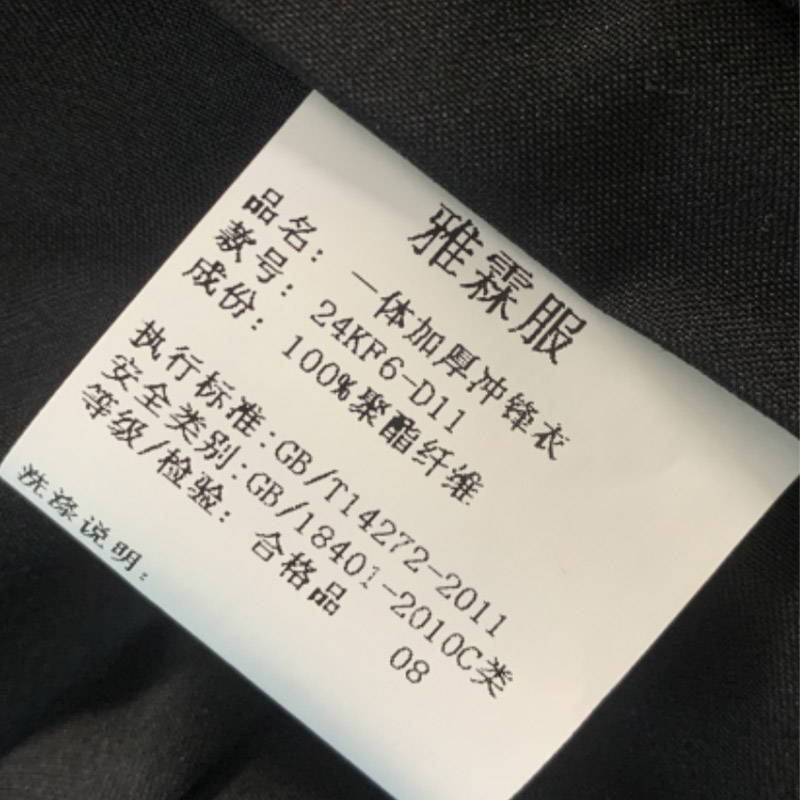 雅霖服
品名：一体加厚冲锋衣
款号：24KF6-D11
成份：100%聚酯纤维
执行标准:GB/T14272-2011
安全类别:GB/18401-2010C类
等级/检验：合格品 08
洗涤说明：